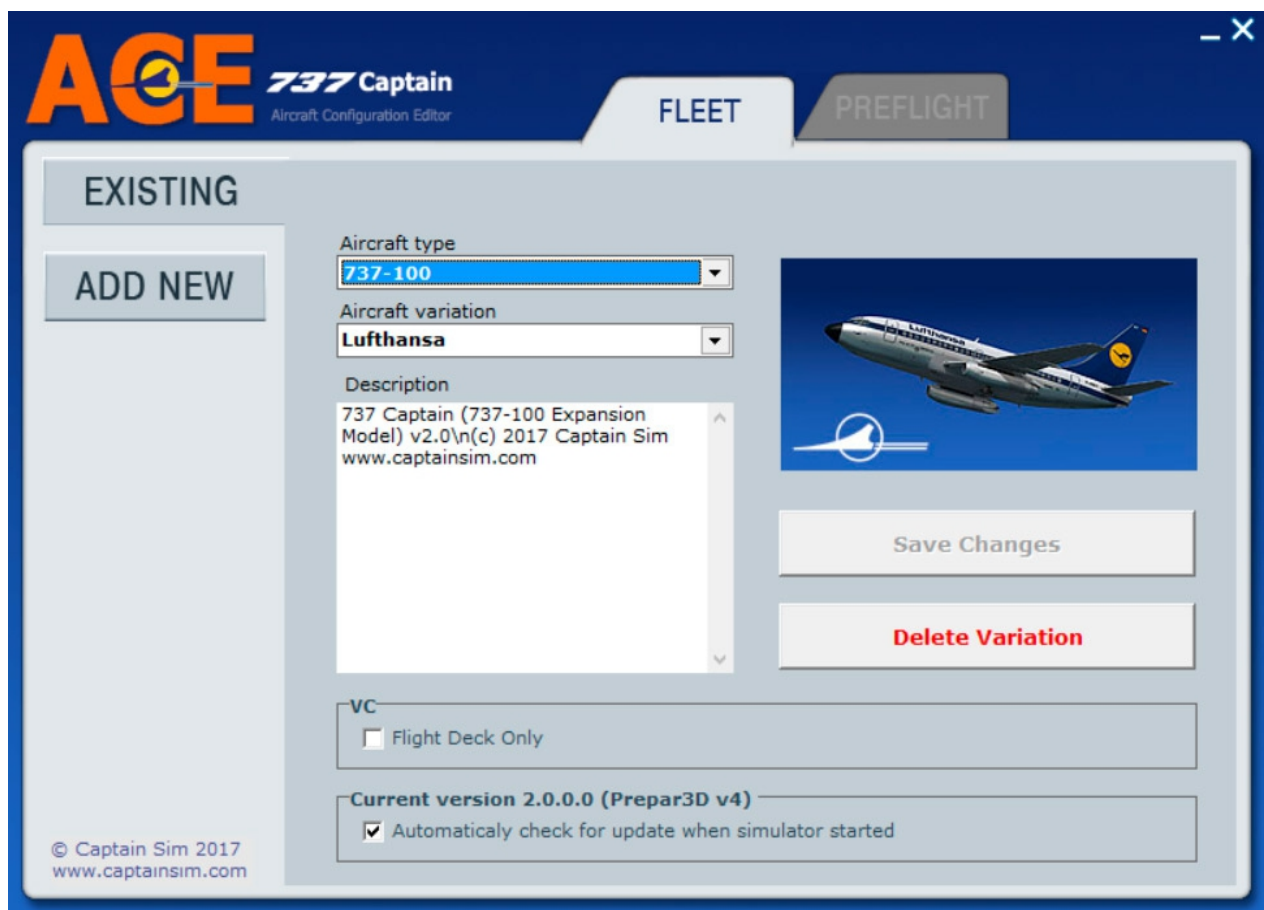 ACE 737 Captain
Aircraft Configuration Editor
FLEET
PREFLIGHT
EXISTING
ADD NEW
Aircraft type
737-100
Aircraft variation
Lufthansa
Description
737 Captain (737-100 Expansion
Model) v2.0\n(c) 2017 Captain Sim
www.captainsim.com
Lufthansa
Save Changes
Delete Variation
VC
Flight Deck Only
Current version 2.0.0.0 (Prepar3D v4)
Automaticaly check for update when simulator started
© Captain Sim 2017
www.captainsim.com